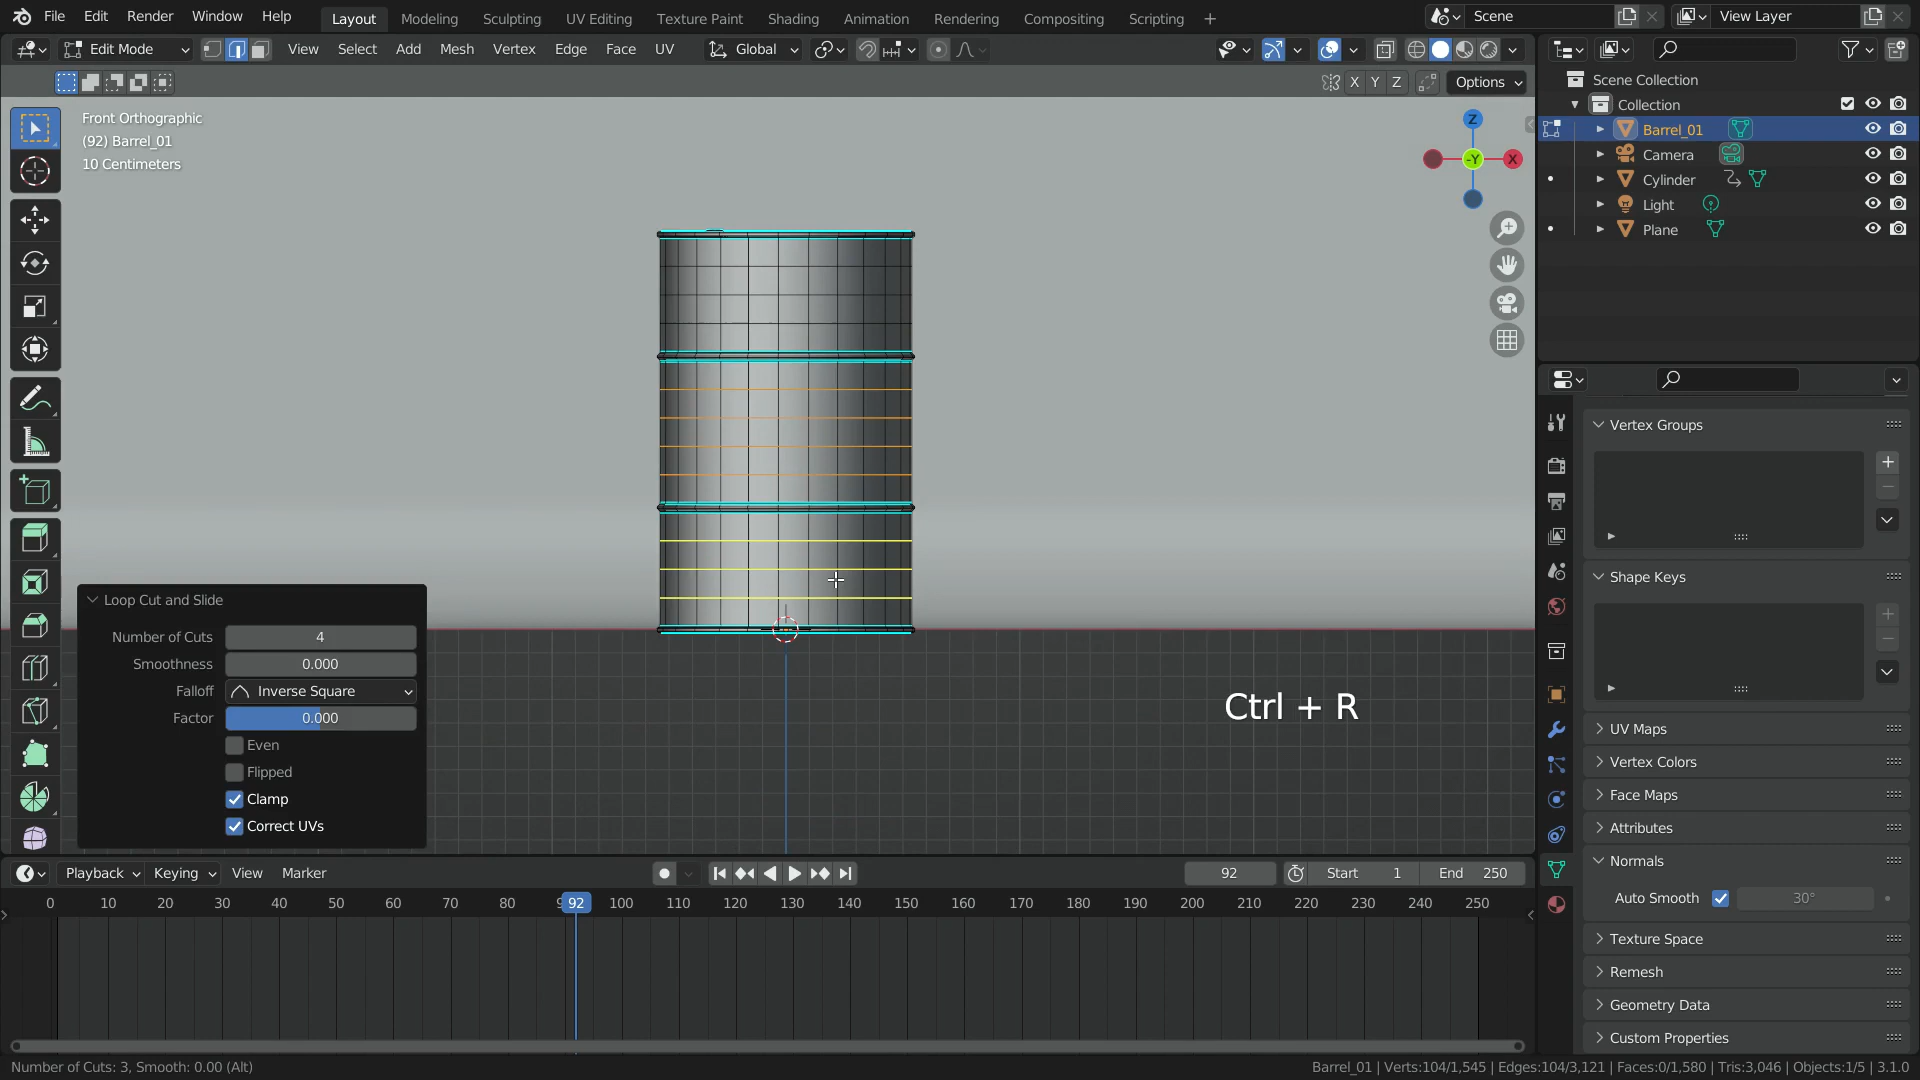 File Edit Render Window Help Layout Modeling Sculpting UV Editing Texture Paint Shading Animation Rendering Compositing Scripting + Scene View Layer
Edit Mode View Select Add Mesh Vertex Edge Face UV Global
X Y Z Options
Front Orthographic
(92) Barrel_01
10 Centimeters
Z
-Y
X
Scene Collection
Collection
Barrel_01
Camera
Cylinder
Light
Plane
Loop Cut and Slide
Number of Cuts 4
Smoothness 0.000
Falloff Inverse Square
Factor 0.000
Even
Flipped
Clamp
Correct UVs
Ctrl + R
Vertex Groups
Shape Keys
UV Maps
Vertex Colors
Face Maps
Attributes
Normals
Auto Smooth 30°
Texture Space
Remesh
Geometry Data
Custom Properties
Playback Keying View Marker 92 Start 1 End 250
0 10 20 30 40 50 60 70 80 92 100 110 120 130 140 150 160 170 180 190 200 210 220 230 240 250
Number of Cuts: 3, Smooth: 0.00 (Alt) Barrel_01 | Verts:104/1,545 | Edges:104/3,121 | Faces:0/1,580 | Tris:3,046 | Objects:1/5 | 3.1.0